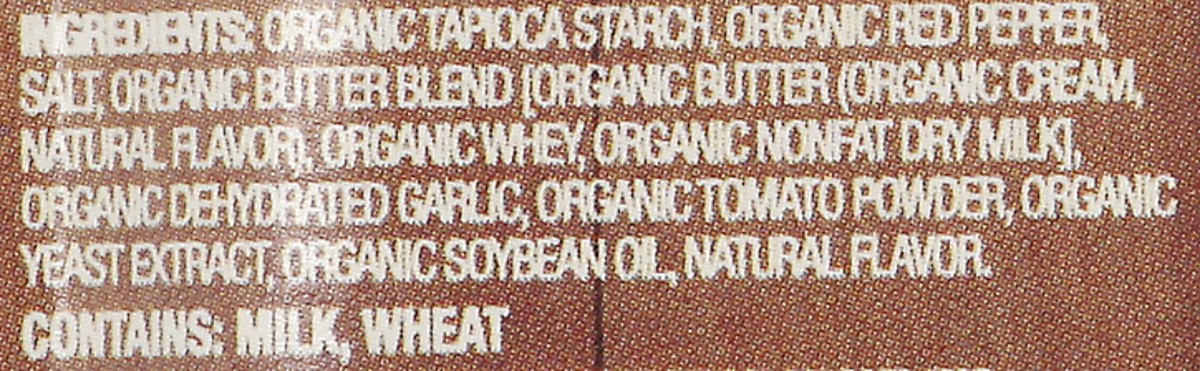 INGREDIENTS: ORGANIC TAPIOCA STARCH, ORGANIC RED PEPPER,
SALT, ORGANIC BUTTER BLEND [ORGANIC BUTTER (ORGANIC CREAM,
NATURAL FLAVOR), ORGANIC WHEY, ORGANIC NONFAT DRY MILK],
ORGANIC DEHYDRATED GARLIC, ORGANIC TOMATO POWDER, ORGANIC
YEAST EXTRACT, ORGANIC SOYBEAN OIL, NATURAL FLAVOR.
CONTAINS: MILK, WHEAT